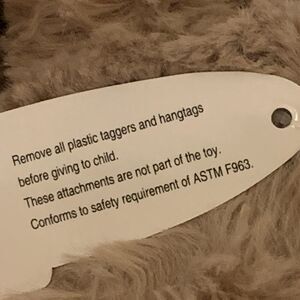 Remove all plastic taggers and hangtags
before giving to child.
These attachments are not part of the toy.
Conforms to safety requirement of ASTM F963.